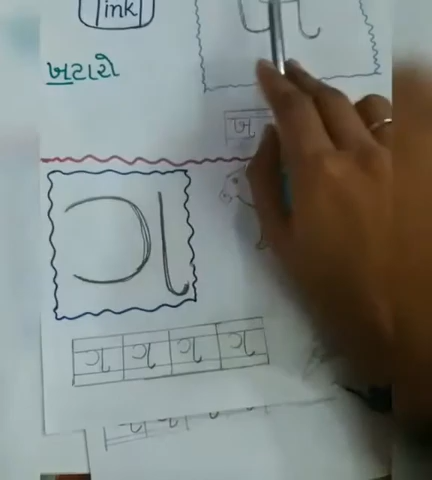 ink
ખટારો
ખ
ગ
ગ ગ ગ ગ